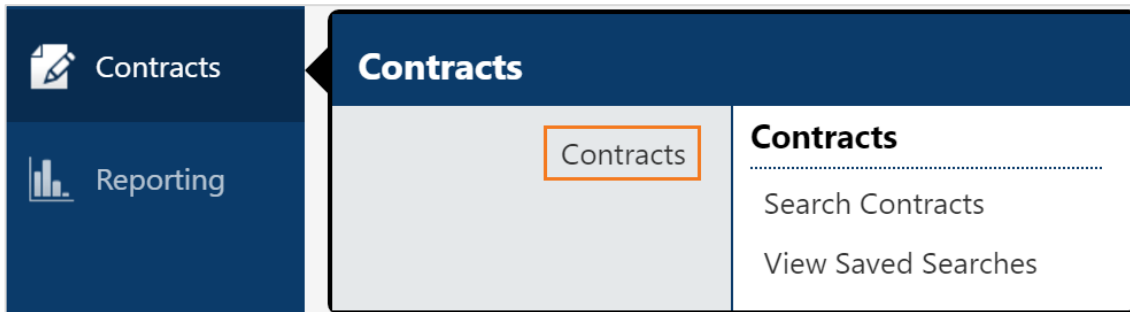 Contracts
Reporting
Contracts
Contracts
Contracts
Search Contracts
View Saved Searches